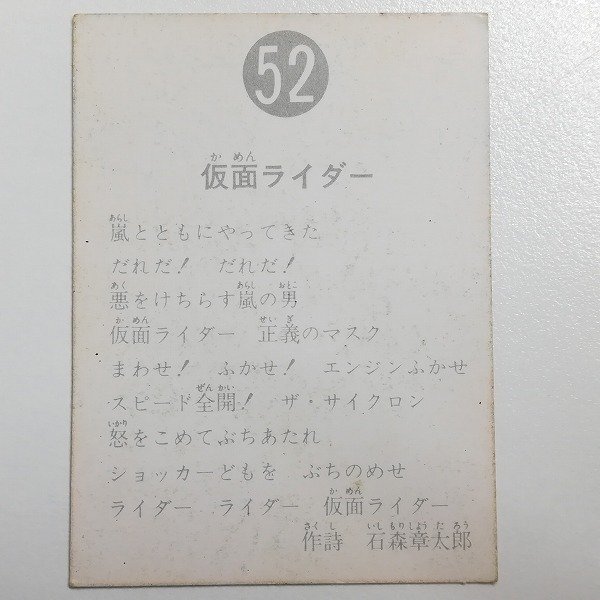 52
仮面ライダー
嵐とともにやってきた
だれだ！　だれだ！
悪をけちらす嵐の男
仮面ライダー　正義のマスク
まわせ！　ふかせ！　エンジンふかせ
スピード全開！　ザ・サイクロン
怒をこめてぶちあたれ
ショッカーどもを　ぶちのめせ
ライダー　ライダー　仮面ライダー
作詩　石森章太郎